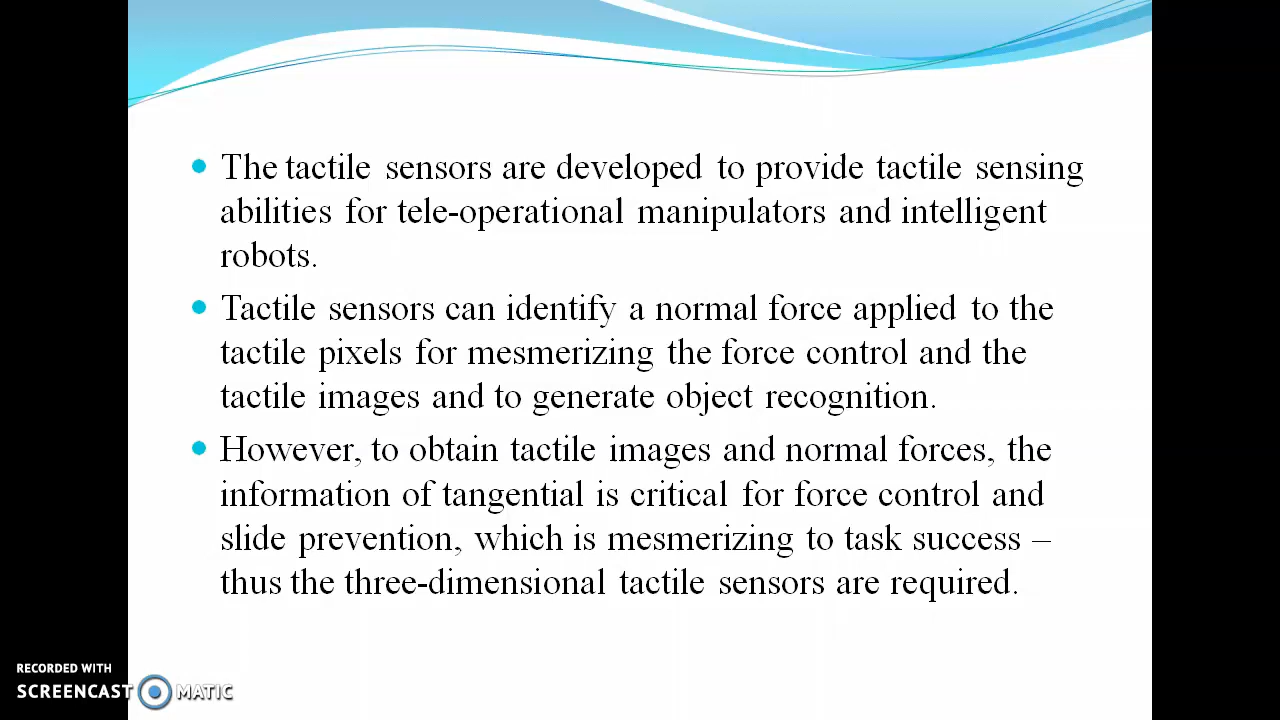 The tactile sensors are developed to provide tactile sensing
abilities for tele-operational manipulators and intelligent
robots.
Tactile sensors can identify a normal force applied to the
tactile pixels for mesmerizing the force control and the
tactile images and to generate object recognition.
However, to obtain tactile images and normal forces, the
information of tangential is critical for force control and
slide prevention, which is mesmerizing to task success –
thus the three-dimensional tactile sensors are required.
RECORDED WITH
SCREENCAST MATIC